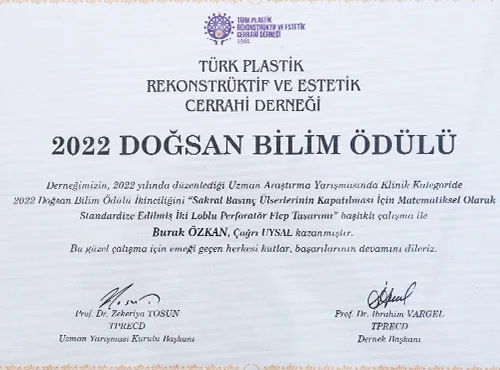 TÜRK PLASTİK
REKONSTRÜKTİF VE ESTETİK
CERRAHİ DERNEĞİ
1961
TÜRK PLASTİK
REKONSTRÜKTİF VE ESTETİK
CERRAHİ DERNEĞİ
2022 DOĞSAN BİLİM ÖDÜLÜ
Derneğimizin, 2022 yılında düzenlediği Uzman Araştırma Yarışmasında Klinik Kategoride
2022 Doğsan Bilim Ödülü İkinciliğini "Sakral Basınç Ülserlerinin Kapatılması İçin Matematiksel Olarak
Standardize Edilmiş İki Loblu Perforatör Flep Tasarımı" başlıklı çalışma ile
Burak ÖZKAN, Çağrı UYSAL kazanmıştır.
Bu güzel çalışma için emeği geçen herkesi kutlar, başarılarının devamını dileriz.
Prof. Dr. Zekeriya TOSUN
TPRECD
Uzman Yarışması Kurulu Başkanı
Prof. Dr. İbrahim VARGEL
TPRECD
Dernek Başkanı